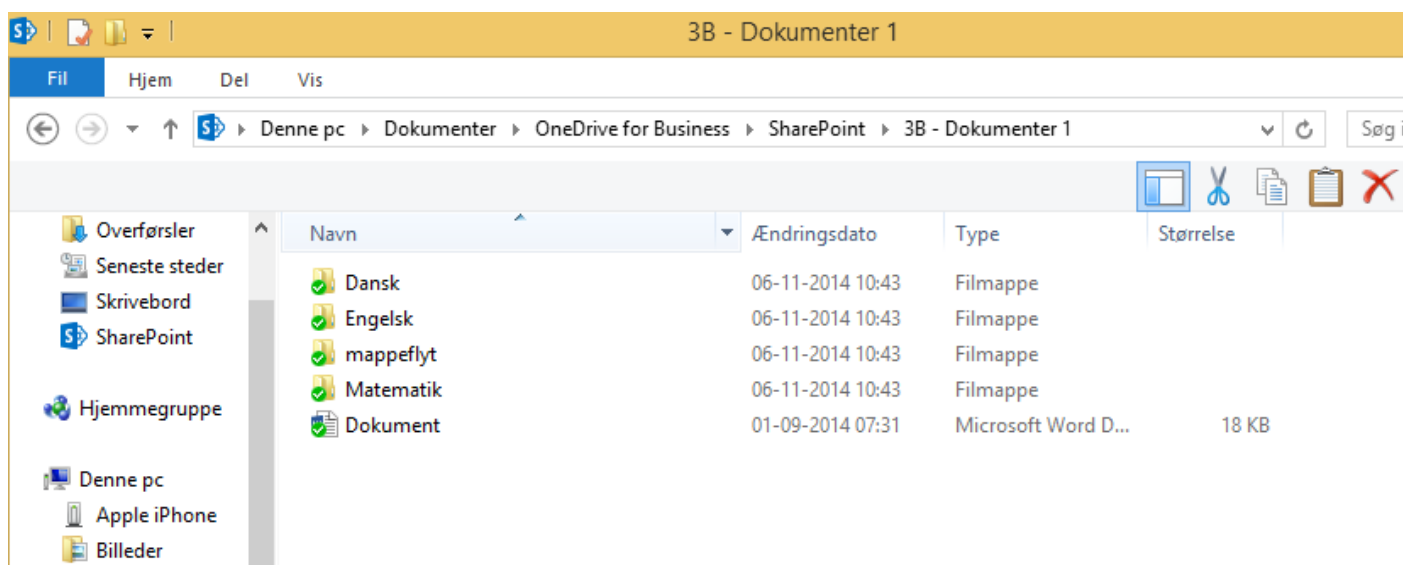 3B - Dokumenter 1
Fil Hjem Del Vis
Denne pc Dokumenter OneDrive for Business SharePoint 3B - Dokumenter 1 Søg
Overførsler
Seneste steder
Skrivebord
SharePoint
Hjemmegruppe
Denne pc
Apple iPhone
Billeder
Navn Ændringsdato Type Størrelse
Dansk 06-11-2014 10:43 Filmappe
Engelsk 06-11-2014 10:43 Filmappe
mappeflyt 06-11-2014 10:43 Filmappe
Matematik 06-11-2014 10:43 Filmappe
Dokument 01-09-2014 07:31 Microsoft Word D... 18 KB